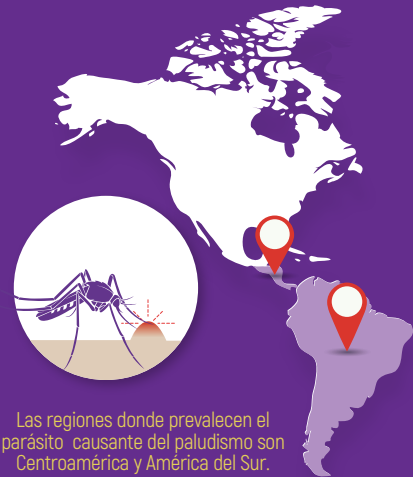 Las regiones donde prevalecen el
parásito causante del paludismo son
Centroamérica y América del Sur.